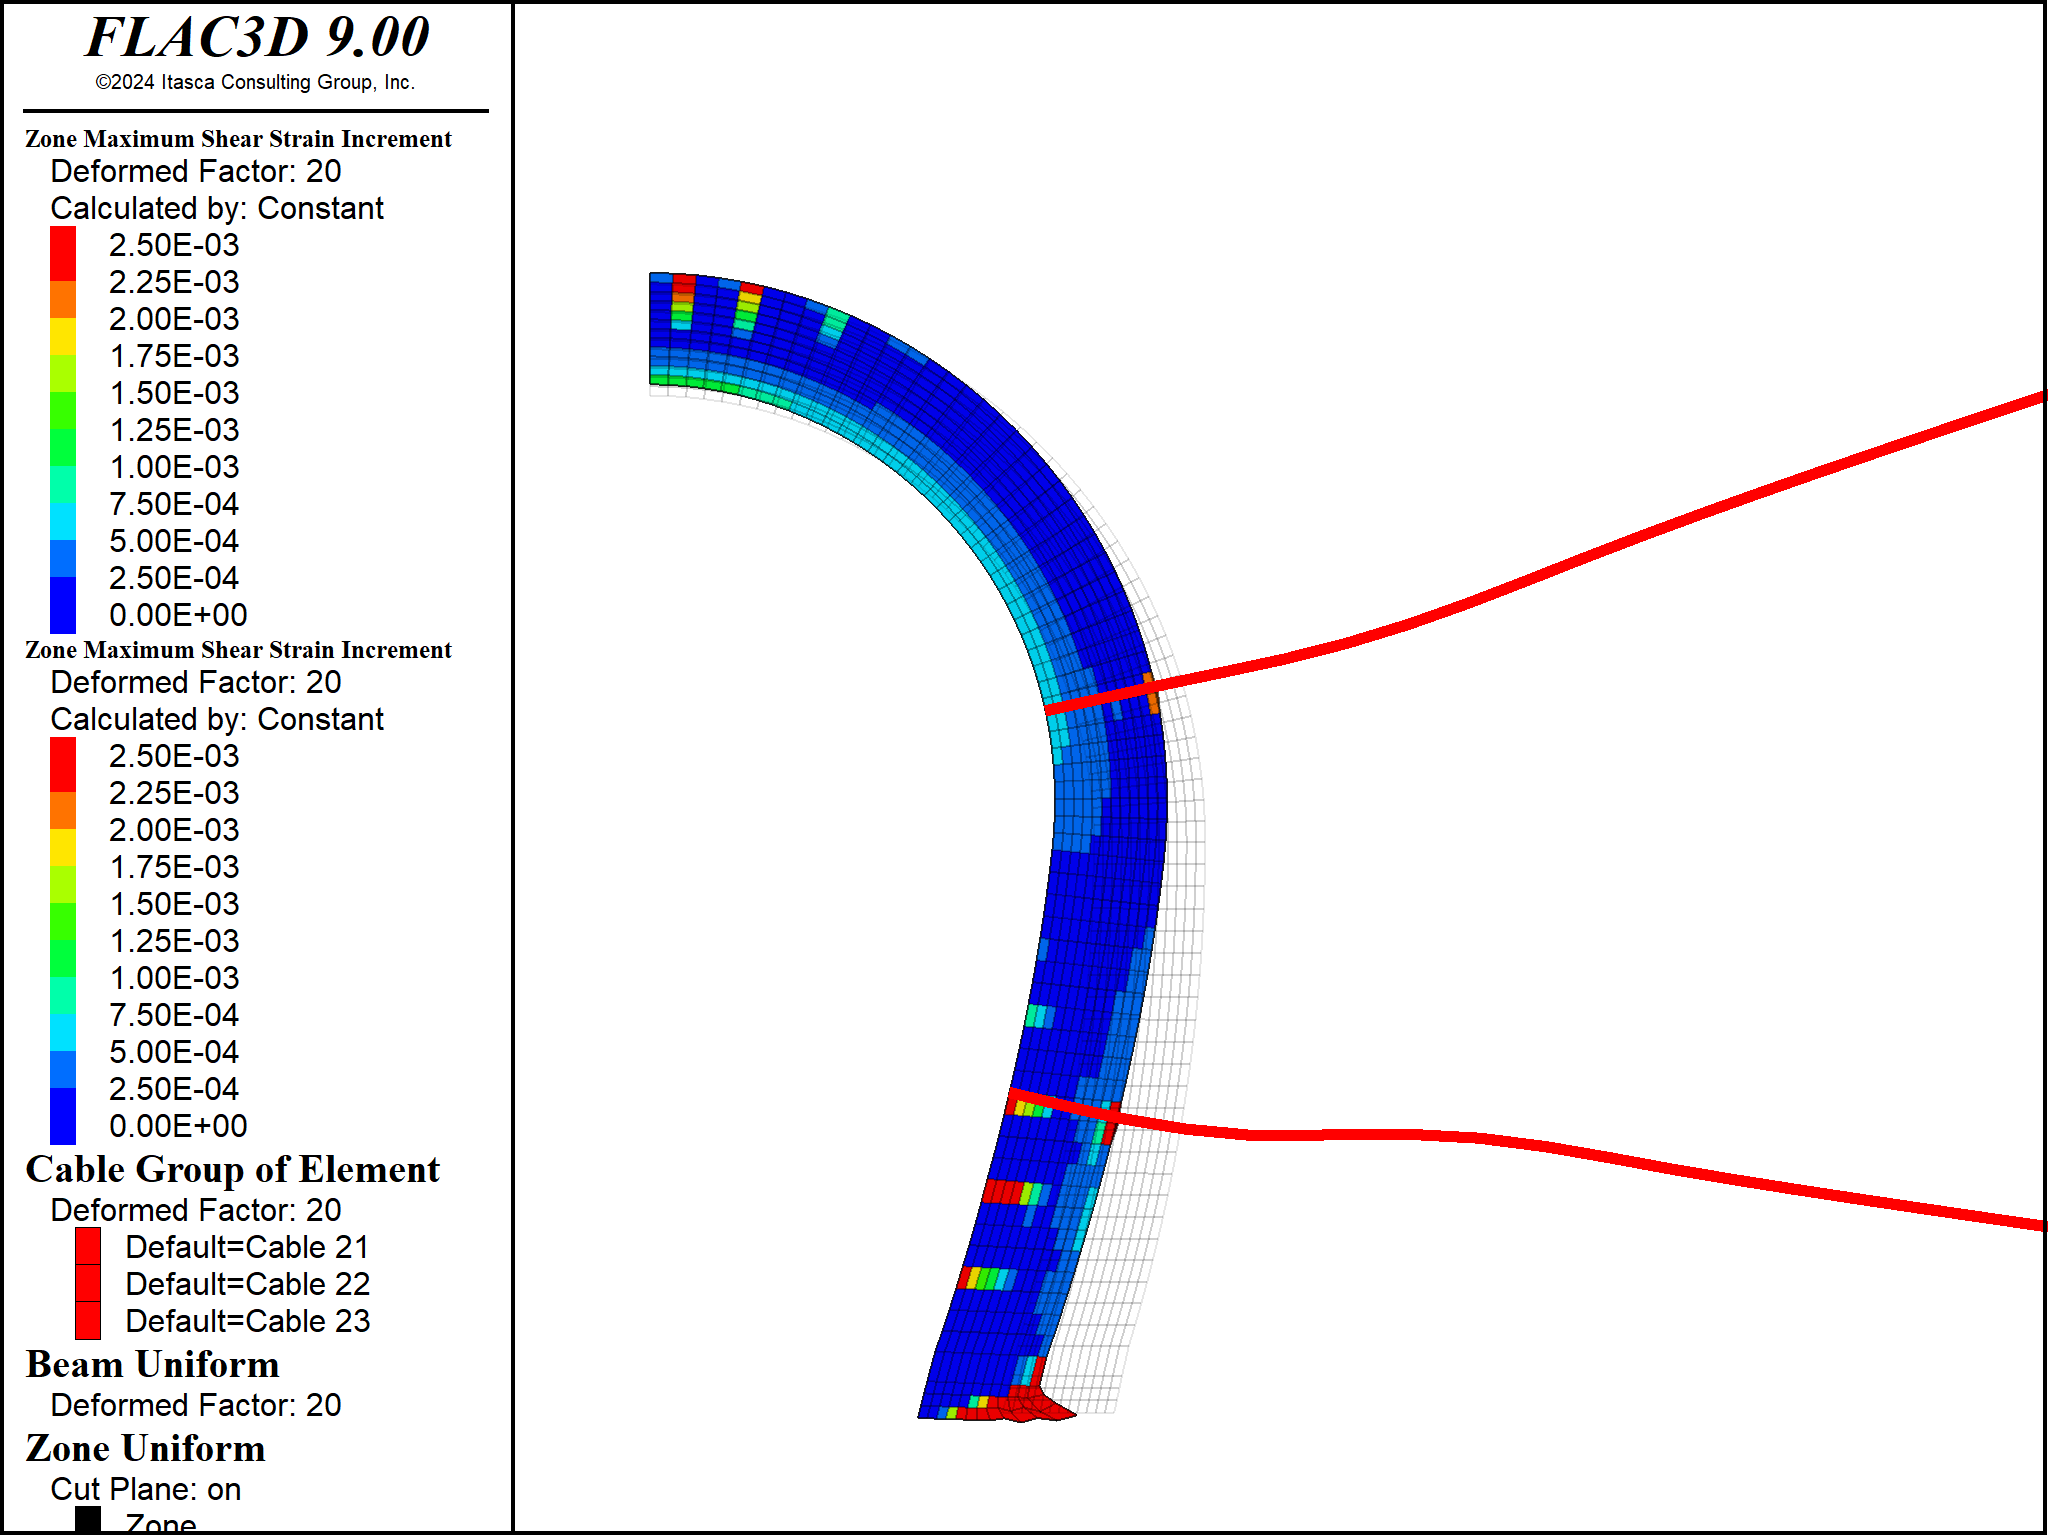 FLAC3D 9.00
©2024 Itasca Consulting Group, Inc.
Zone Maximum Shear Strain Increment
Deformed Factor: 20
Calculated by: Constant
2.50E-03
2.25E-03
2.00E-03
1.75E-03
1.50E-03
1.25E-03
1.00E-03
7.50E-04
5.00E-04
2.50E-04
0.00E+00
Zone Maximum Shear Strain Increment
Deformed Factor: 20
Calculated by: Constant
2.50E-03
2.25E-03
2.00E-03
1.75E-03
1.50E-03
1.25E-03
1.00E-03
7.50E-04
5.00E-04
2.50E-04
0.00E+00
Cable Group of Element
Deformed Factor: 20
Default=Cable 21
Default=Cable 22
Default=Cable 23
Beam Uniform
Deformed Factor: 20
Zone Uniform
Cut Plane: on
Zone